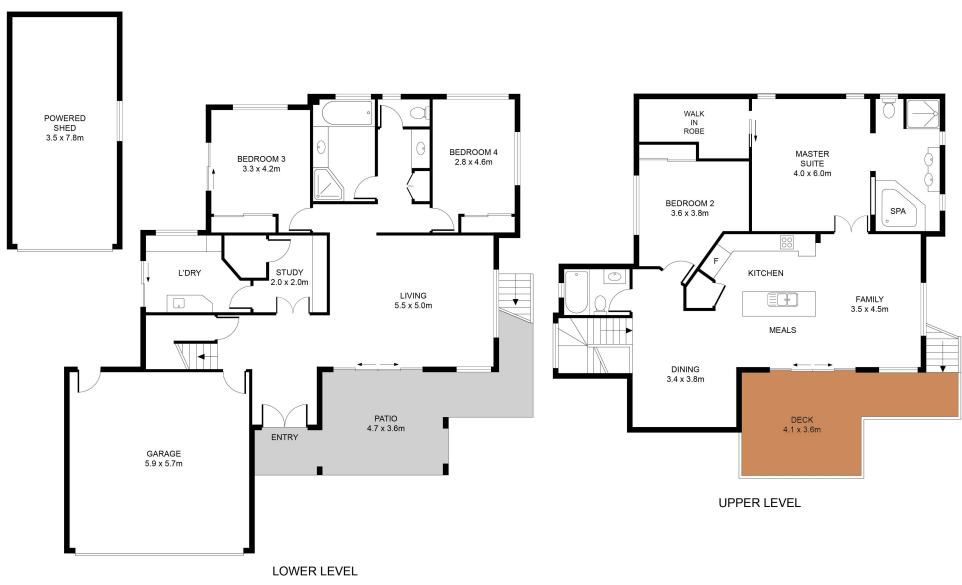 POWERED
SHED
3.5 x 7.8m
BEDROOM 3
3.3 x 4.2m
BEDROOM 4
2.8 x 4.6m
L'DRY
STUDY
2.0 x 2.0m
LIVING
5.5 x 5.0m
PATIO
4.7 x 3.6m
ENTRY
GARAGE
5.9 x 5.7m
LOWER LEVEL
WALK
IN
ROBE
MASTER
SUITE
4.0 x 6.0m
BEDROOM 2
3.6 x 3.8m
SPA
F
KITCHEN
FAMILY
3.5 x 4.5m
MEALS
DINING
3.4 x 3.8m
DECK
4.1 x 3.6m
UPPER LEVEL